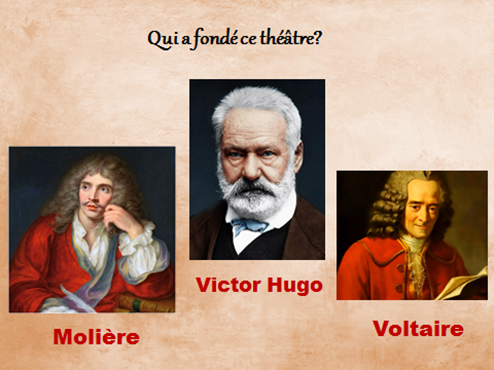 Qui a fondé ce théâtre?
Victor Hugo
Molière
Voltaire